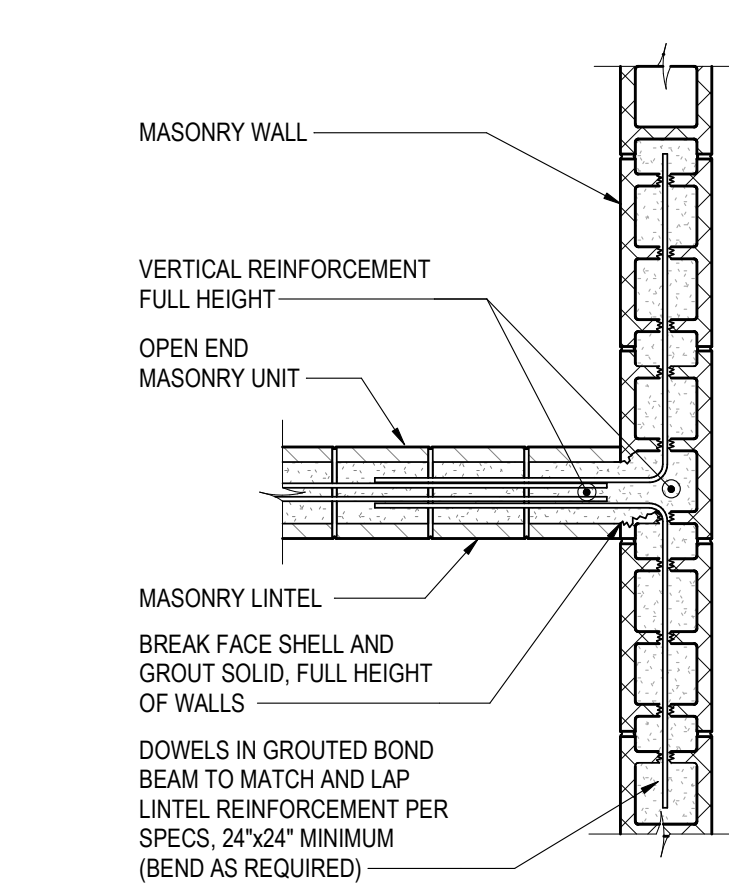 MASONRY WALL
VERTICAL REINFORCEMENT
FULL HEIGHT
OPEN END
MASONRY UNIT
MASONRY LINTEL
BREAK FACE SHELL AND
GROUT SOLID, FULL HEIGHT
OF WALLS
DOWELS IN GROUTED BOND
BEAM TO MATCH AND LAP
LINTEL REINFORCEMENT PER
SPECS, 24"x24" MINIMUM
(BEND AS REQUIRED)